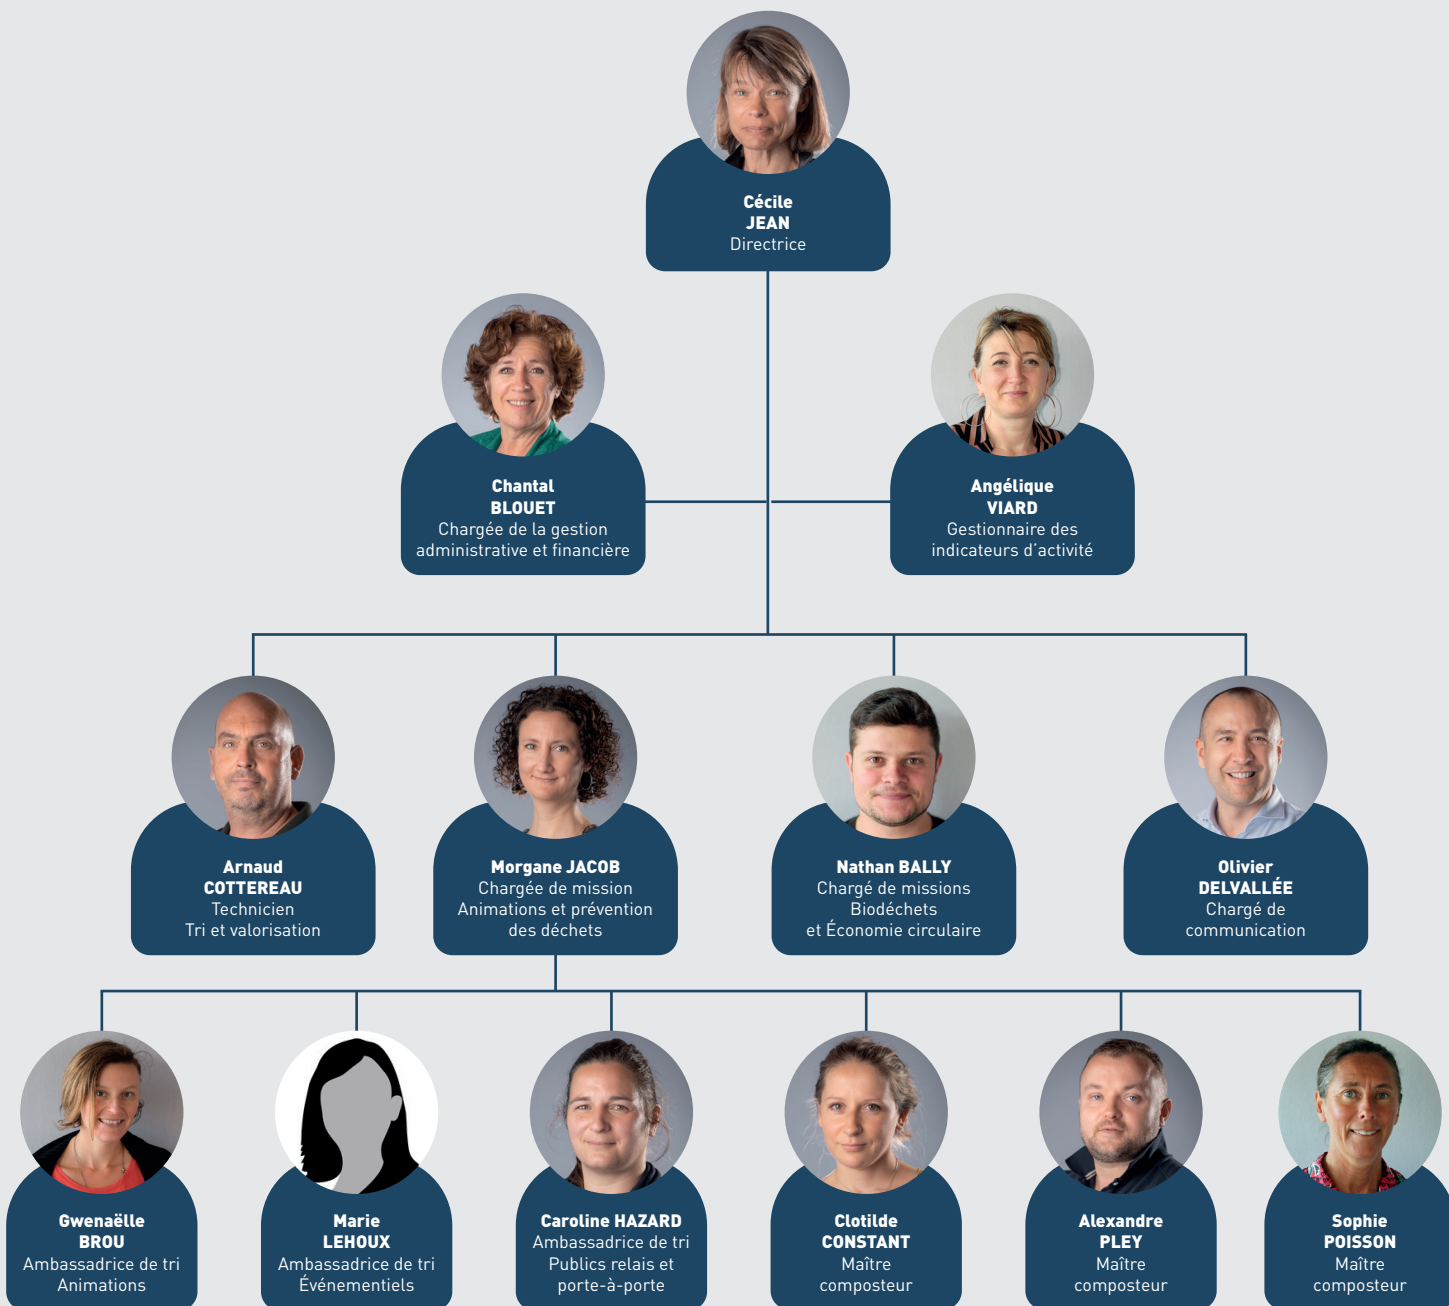 Cécile
JEAN
Directrice
Chantal
BLOUET
Chargée de la gestion
administrative et financière
Angélique
VIARD
Gestionnaire des
indicateurs d'activité
Arnaud
COTTEREAU
Technicien
Tri et valorisation
Morgane JACOB
Chargée de mission
Animations et prévention
des déchets
Nathan BALLY
Chargé de missions
Biodéchets
et Économie circulaire
Olivier
DELVALLÉE
Chargé de
communication
Gwenaëlle
BROU
Ambassadrice de tri
Animations
Marie
LEHOUX
Ambassadrice de tri
Événementiels
Caroline HAZARD
Ambassadrice de tri
Publics relais et
porte-à-porte
Clotilde
CONSTANT
Maître
composteur
Alexandre
PLEY
Maître
composteur
Sophie
POISSON
Maître
composteur